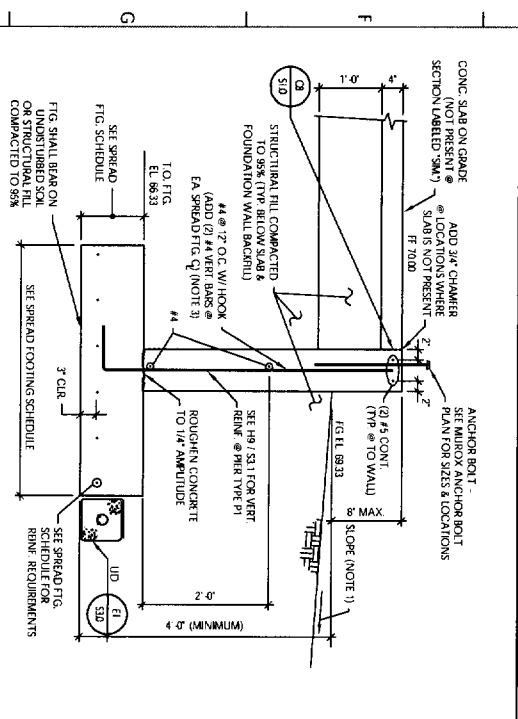 G
F
CONC. SLAB ON GRADE
(NOT PRESENT @
SECTION LABELED "SIM.")
ADD 3/4" CHAMFER
@ LOCATIONS WHERE
SLAB IS NOT PRESENT
FF 70.00
2"
2"
ANCHOR BOLT -
SEE MUROX ANCHOR BOLT
PLAN FOR SIZES & LOCATIONS
4"
1'-0"
C8
S1.0
(2) #5 CONT.
(TYP @ TO WALL)
8" MAX.
STRUCTURAL FILL COMPACTED
TO 95% (TYP. BELOW SLAB &
FOUNDATION WALL BACKFILL)
FG EL 69.33
SLOPE (NOTE 1)
#4 @ 12" O.C. W/ HOOK
(ADD (2) #4 VERT. BARS @
EA. SPREAD FTG. C) (NOTE 3)
#4
SEE H9 / S3.1 FOR VERT.
REINF. @ PIER TYPE P1
2'-0"
4'-0" (MINIMUM)
T.O. FTG.
EL 66.33
ROUGHEN CONCRETE
TO 1/4" AMPLITUDE
SEE SPREAD
FTG. SCHEDULE
3" CLR.
UD
E1
S3.0
FTG. SHALL BEAR ON
UNDISTURBED SOIL
OR STRUCTURAL FILL
COMPACTED TO 95%
SEE SPREAD FOOTING SCHEDULE
SEE SPREAD FTG.
SCHEDULE FOR
REINF. REQUIREMENTS